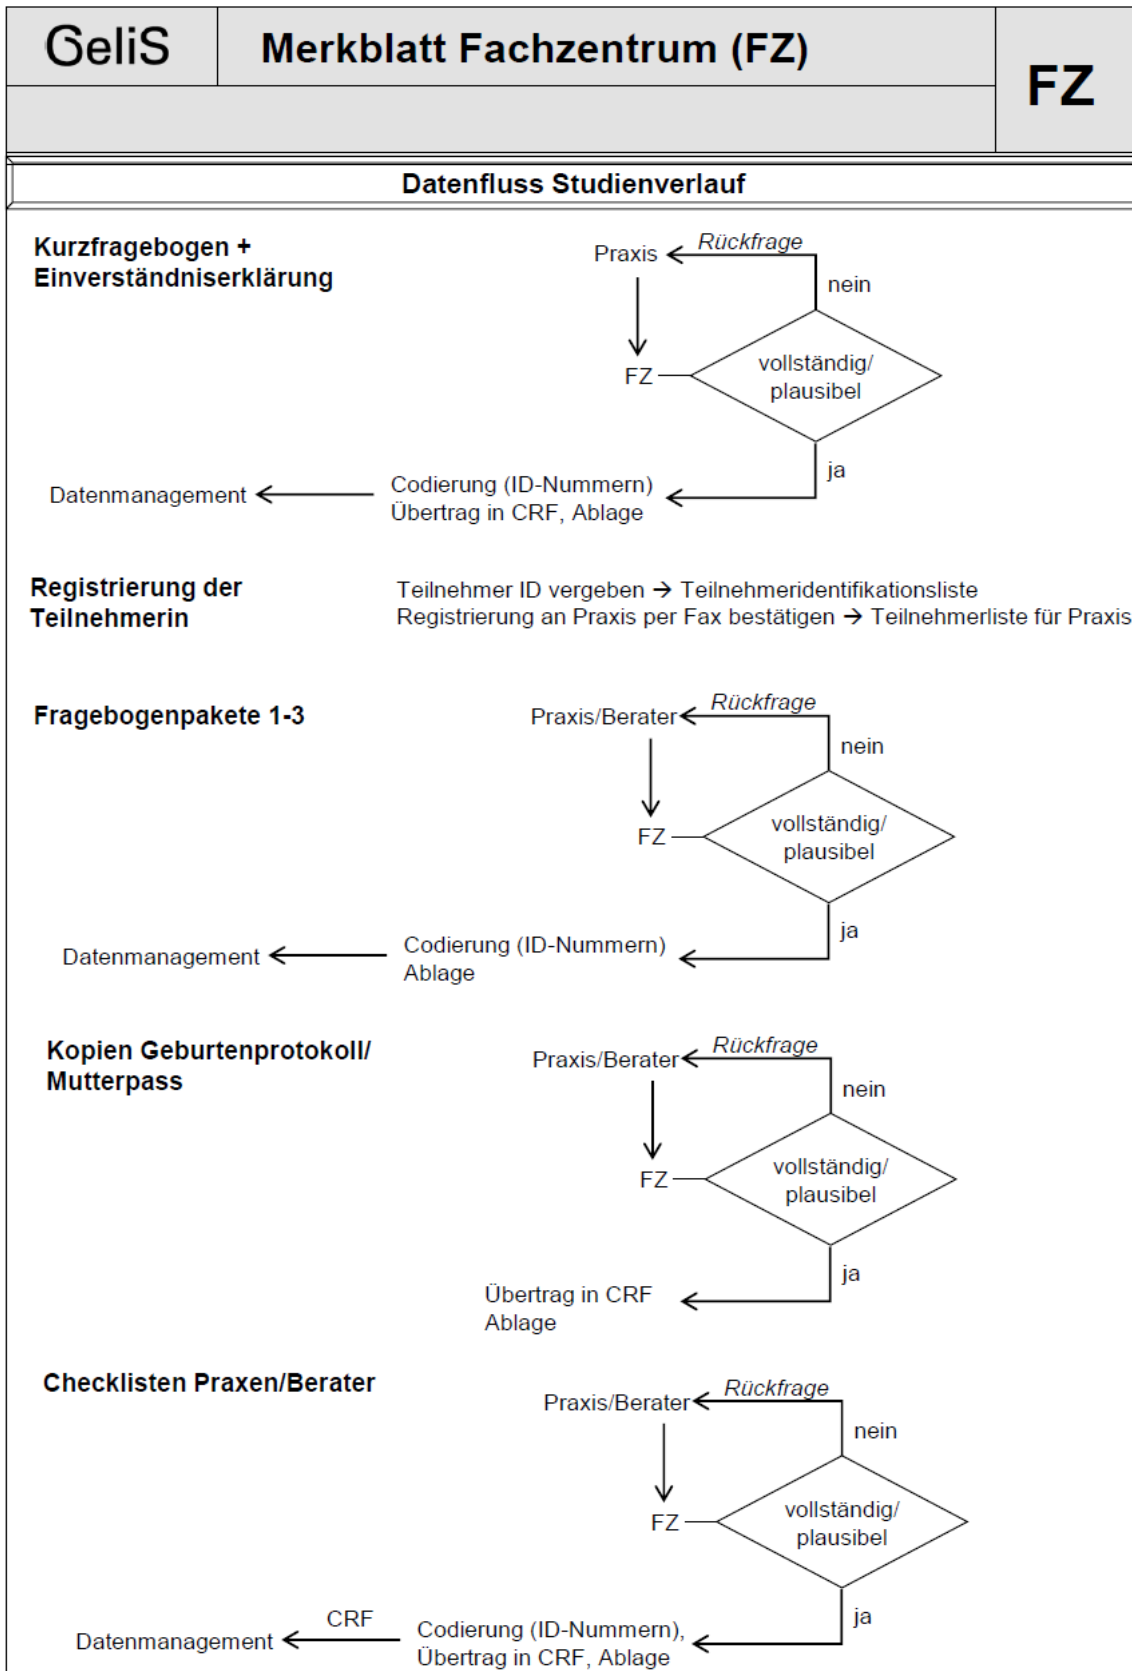 GeliS
Merkblatt Fachzentrum (FZ)
FZ
Datenfluss Studienverlauf
Kurzfragebogen +
Einverständniserklärung
Praxis
Rückfrage
nein
vollständig/
plausibel
FZ
ja
Codierung (ID-Nummern)
Übertrag in CRF, Ablage
Datenmanagement
Registrierung der
Teilnehmerin
Teilnehmer ID vergeben → Teilnehmeridentifikationsliste
Registrierung an Praxis per Fax bestätigen → Teilnehmerliste für Praxis
Fragebogenpakete 1-3
Praxis/Berater
Rückfrage
nein
vollständig/
plausibel
FZ
ja
Codierung (ID-Nummern)
Ablage
Datenmanagement
Kopien Geburtenprotokoll/
Mutterpass
Praxis/Berater
Rückfrage
nein
vollständig/
plausibel
FZ
ja
Übertrag in CRF
Ablage
Checklisten Praxen/Berater
Praxis/Berater
Rückfrage
nein
vollständig/
plausibel
FZ
ja
CRF
Codierung (ID-Nummern),
Übertrag in CRF, Ablage
Datenmanagement